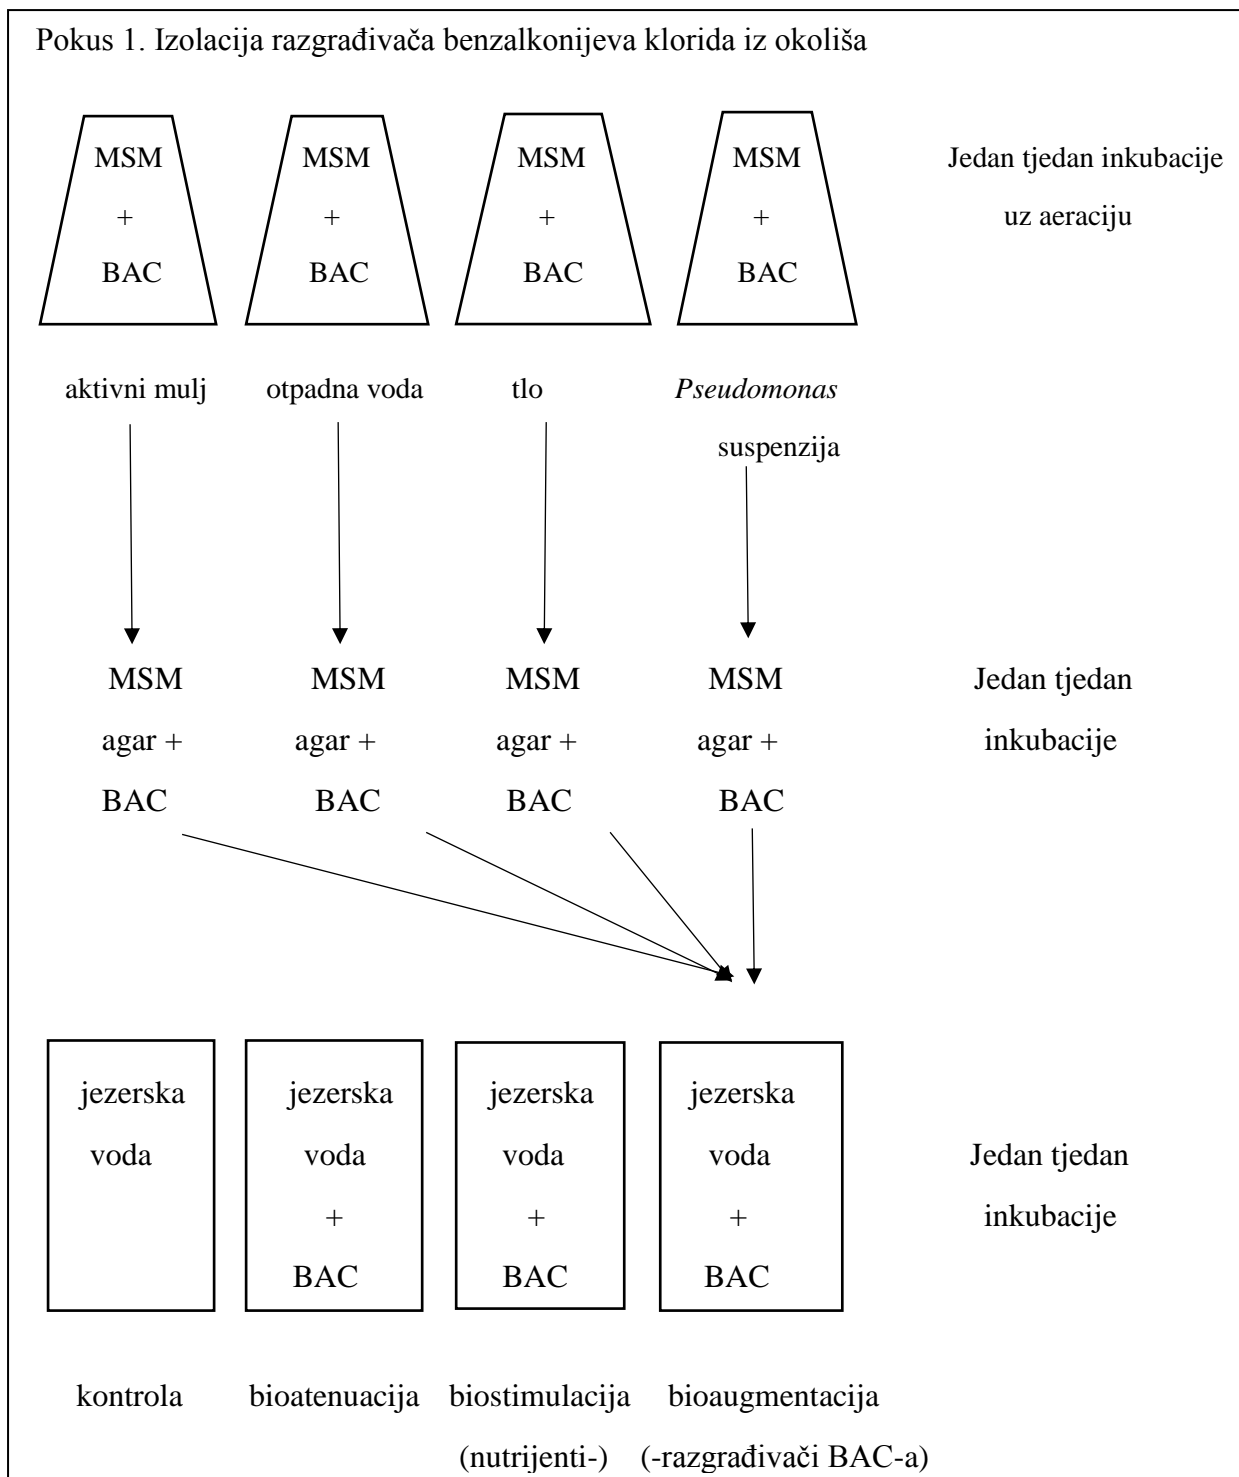 Pokus 1. Izolacija razgrađivača benzalkonijeva klorida iz okoliša
MSM MSM MSM MSM Jedan tjedan inkubacije
+ + + + uz aeraciju
BAC BAC BAC BAC
aktivni mulj otpadna voda tlo Pseudomonas
suspenzija
MSM MSM MSM MSM Jedan tjedan
agar + agar + agar + agar + inkubacije
BAC BAC BAC BAC
jezerska jezerska jezerska jezerska
voda voda voda voda Jedan tjedan
+ + + inkubacije
BAC BAC BAC
kontrola bioatenuacija biostimulacija bioaugmentacija
(nutrijenti-) (-razgrađivači BAC-a)